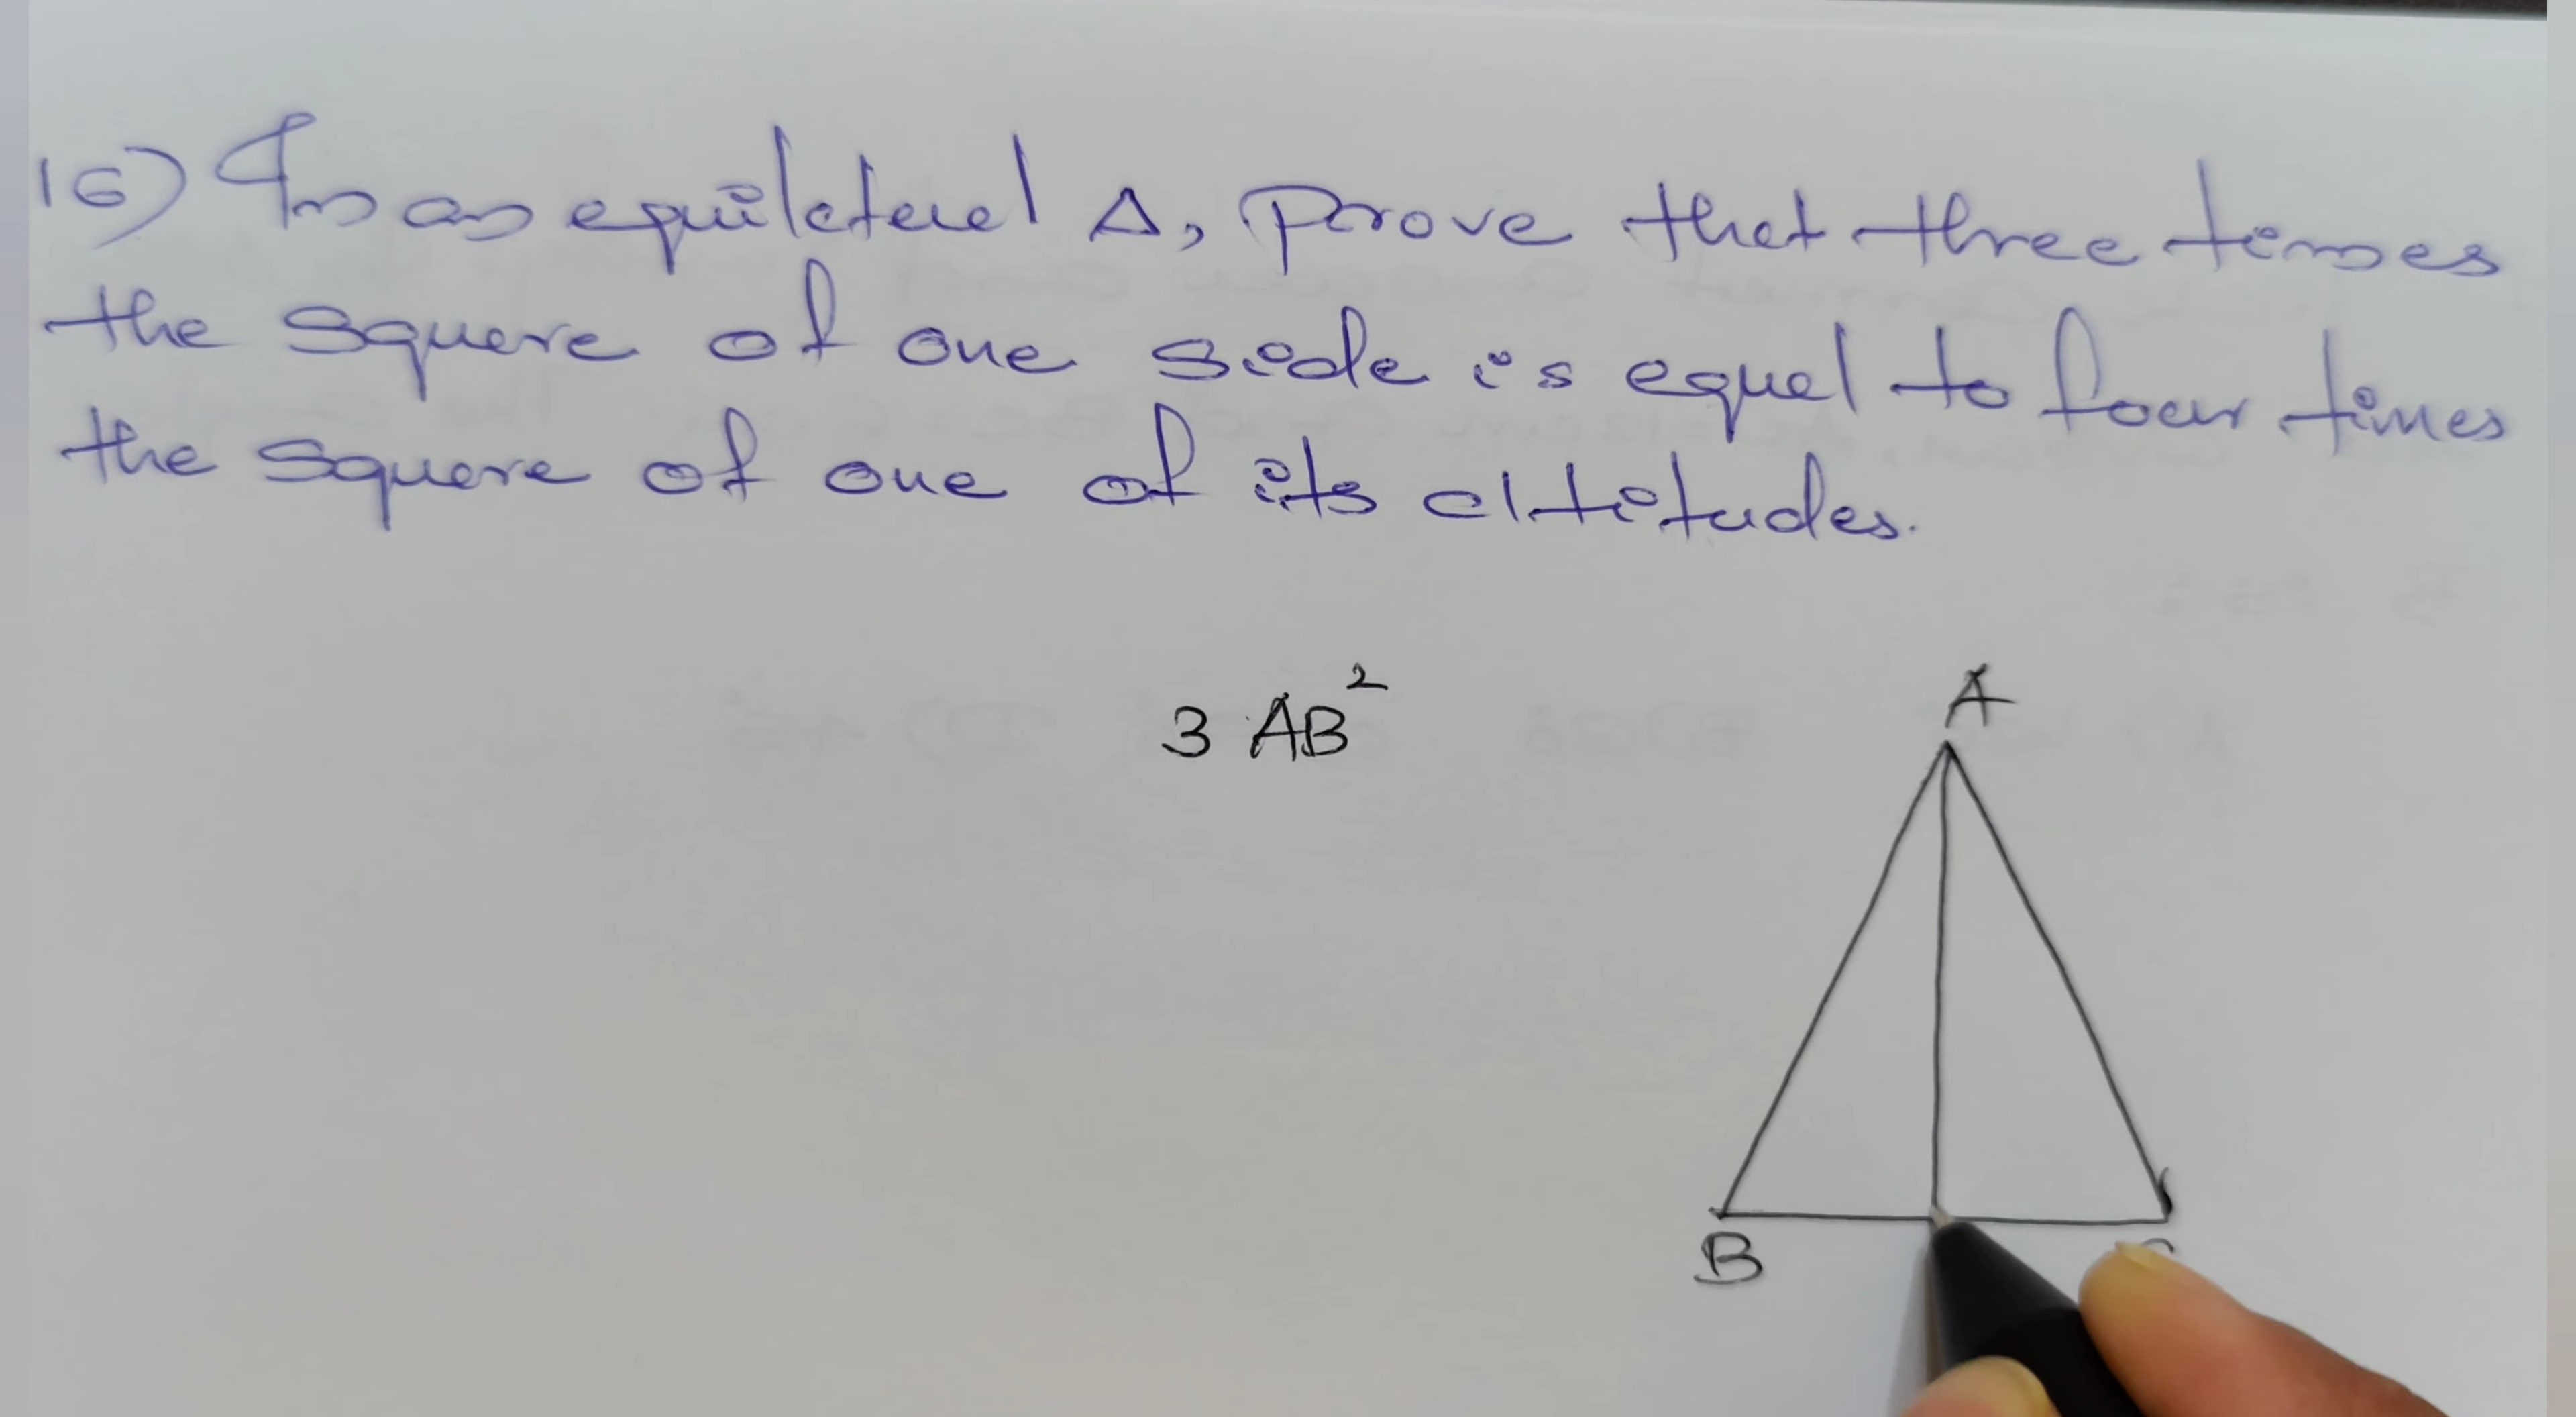 16) In an equilateral Δ, Prove that three times
the square of one side is equal to four times
the square of one of its altitudes.
3 AB²
A
B